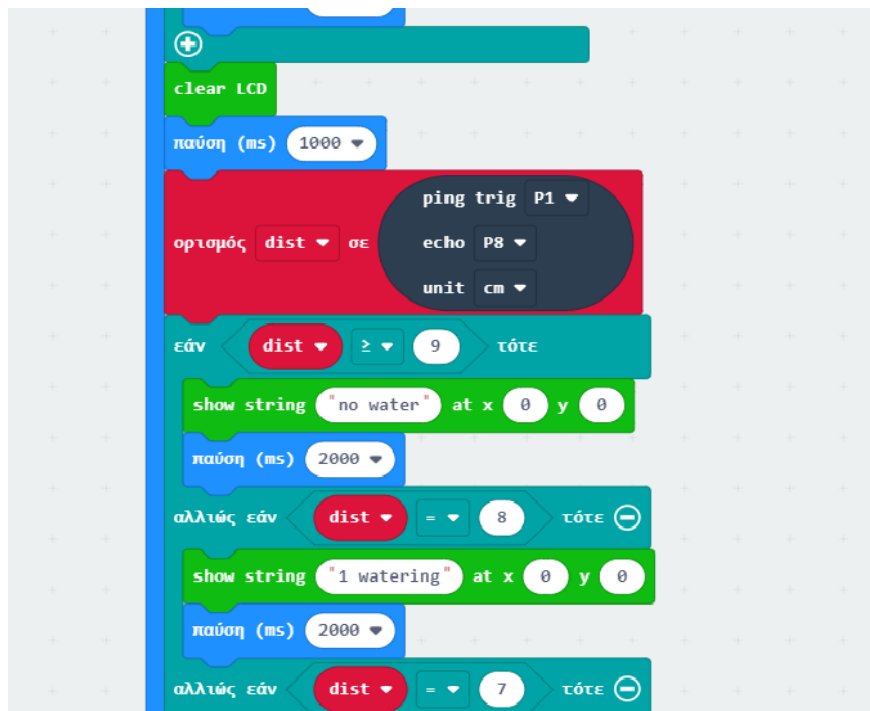 clear LCD
παύση (ms) 1000
ping trig P1
ορισμός dist σε echo P8
unit cm
εάν dist ≥ 9 τότε
show string "no water" at x 0 y 0
παύση (ms) 2000
αλλιώς εάν dist = 8 τότε
show string "1 watering" at x 0 y 0
παύση (ms) 2000
αλλιώς εάν dist = 7 τότε